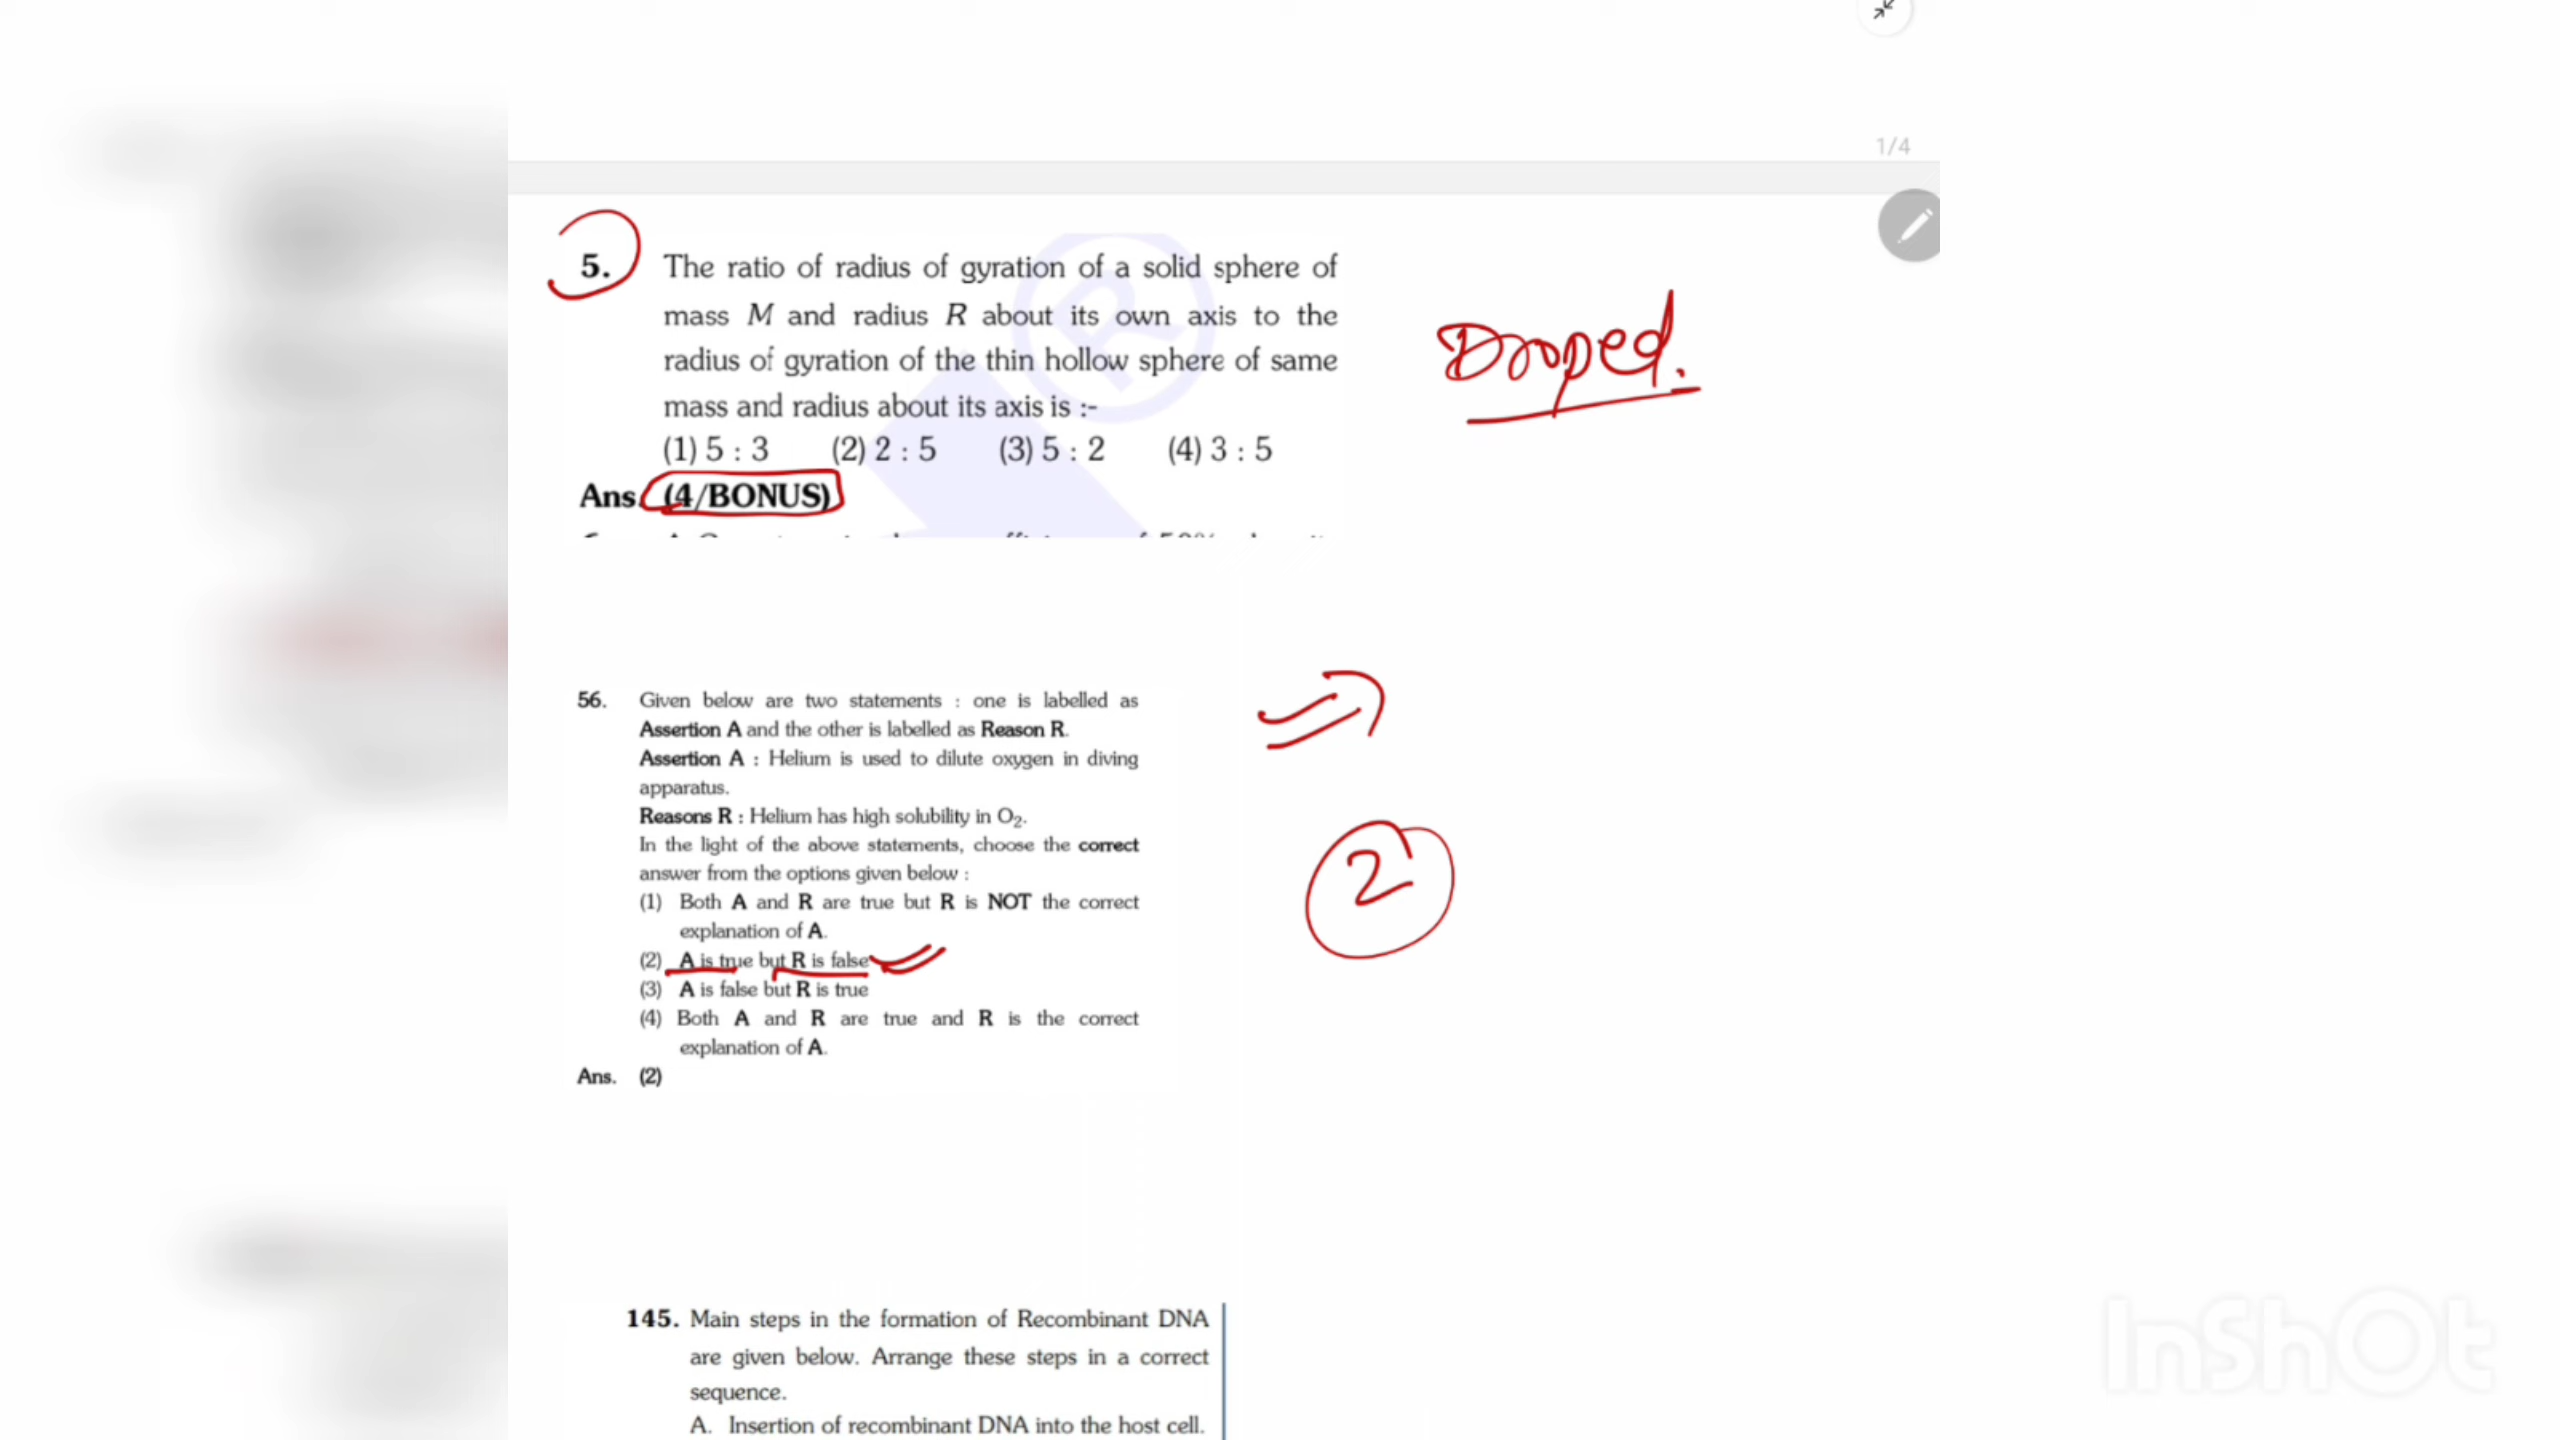 1/4
5. The ratio of radius of gyration of a solid sphere of
mass M and radius R about its own axis to the
radius of gyration of the thin hollow sphere of same
mass and radius about its axis is :-
(1) 5 : 3 (2) 2 : 5 (3) 5 : 2 (4) 3 : 5
Ans. (4/BONUS)
Droped.
56. Given below are two statements : one is labelled as
Assertion A and the other is labelled as Reason R.
Assertion A : Helium is used to dilute oxygen in diving
apparatus.
Reasons R : Helium has high solubility in O₂.
In the light of the above statements, choose the correct
answer from the options given below :
(1) Both A and R are true but R is NOT the correct
explanation of A.
(2) A is true but R is false
(3) A is false but R is true
(4) Both A and R are true and R is the correct
explanation of A.
Ans. (2)
2
145. Main steps in the formation of Recombinant DNA
are given below. Arrange these steps in a correct
sequence.
A. Insertion of recombinant DNA into the host cell.
InShOt